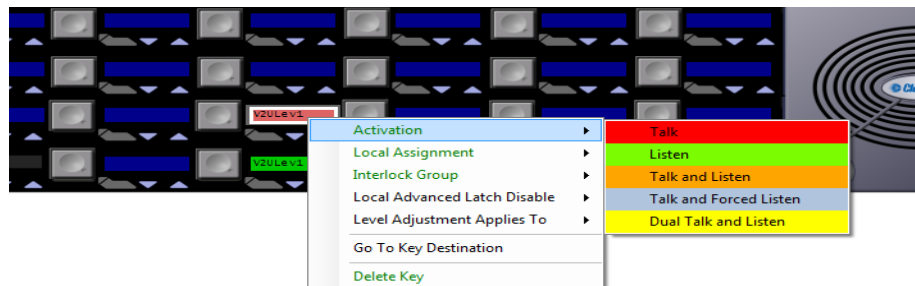 V2ULev1
Activation
Talk
Local Assignment
Listen
Interlock Group
Talk and Listen
Local Advanced Latch Disable
Talk and Forced Listen
Level Adjustment Applies To
Dual Talk and Listen
V2ULev1
Go To Key Destination
Delete Key